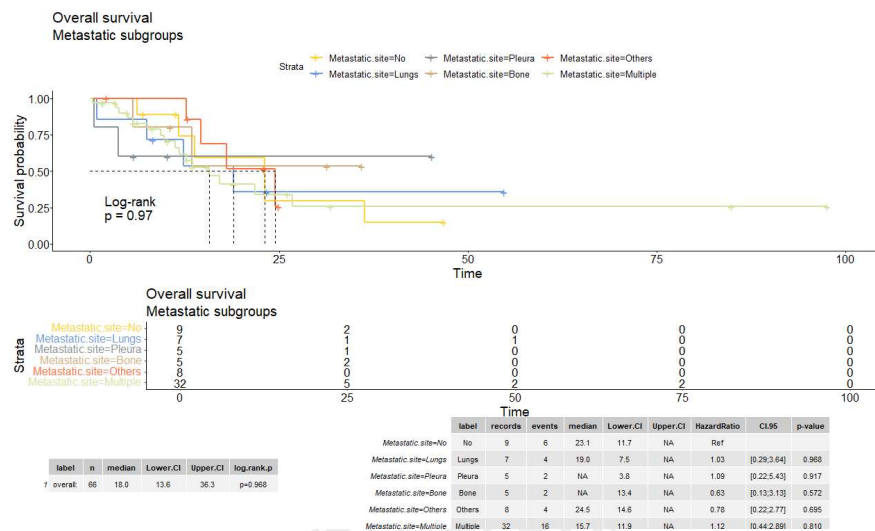 Overall survival
Metastatic subgroups
Strata
Metastatic.site=No
Metastatic.site=Pleura
Metastatic.site=Others
Metastatic.site=Lungs
Metastatic.site=Bone
Metastatic.site=Multiple
Survival probability
1.00
0.75
0.50
0.25
0.00
Log-rank
p = 0.97
0 25 50 75 100
Time
Overall survival
Metastatic subgroups
Strata
Metastatic.site=No 9 2 0 0 0
Metastatic.site=Lungs 7 1 1 0 0
Metastatic.site=Pleura 5 1 0 0 0
Metastatic.site=Bone 5 2 0 0 0
Metastatic.site=Others 8 0 0 0 0
Metastatic.site=Multiple 32 5 2 2 0
0 25 50 75 100
Time
label n median Lower.CI Upper.CI log.rank.p
1 overall: 66 18.0 13.6 36.3 p=0.968
label records events median Lower.CI Upper.CI HazardRatio CI.95 p-value
Metastatic.site=No No 9 6 23.1 11.7 NA Ref
Metastatic.site=Lungs Lungs 7 4 19.0 7.5 NA 1.03 [0.29;3.64] 0.968
Metastatic.site=Pleura Pleura 5 2 NA 3.8 NA 1.09 [0.22;5.43] 0.917
Metastatic.site=Bone Bone 5 2 NA 13.4 NA 0.63 [0.13;3.13] 0.572
Metastatic.site=Others Others 8 4 24.5 14.6 NA 0.78 [0.22;2.77] 0.695
Metastatic.site=Multiple Multiple 32 16 15.7 11.9 NA 1.12 [0.44;2.89] 0.810